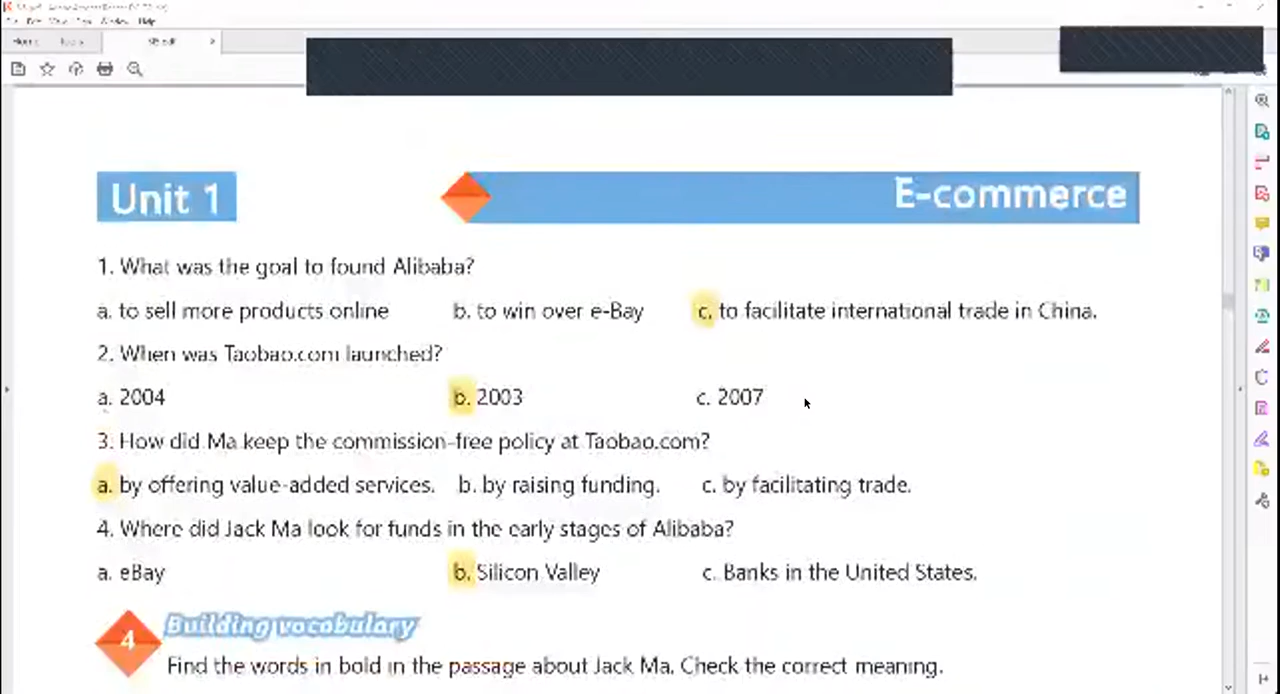 Home
Unit 1
E-commerce
1. What was the goal to found Alibaba?
a. to sell more products online b. to win over e-Bay c. to facilitate international trade in China.
2. When was Taobao.com launched?
a. 2004 b. 2003 c. 2007
3. How did Ma keep the commission-free policy at Taobao.com?
a. by offering value-added services. b. by raising funding. c. by facilitating trade.
4. Where did Jack Ma look for funds in the early stages of Alibaba?
a. eBay b. Silicon Valley c. Banks in the United States.
4 Building vocabulary
Find the words in bold in the passage about Jack Ma. Check the correct meaning.